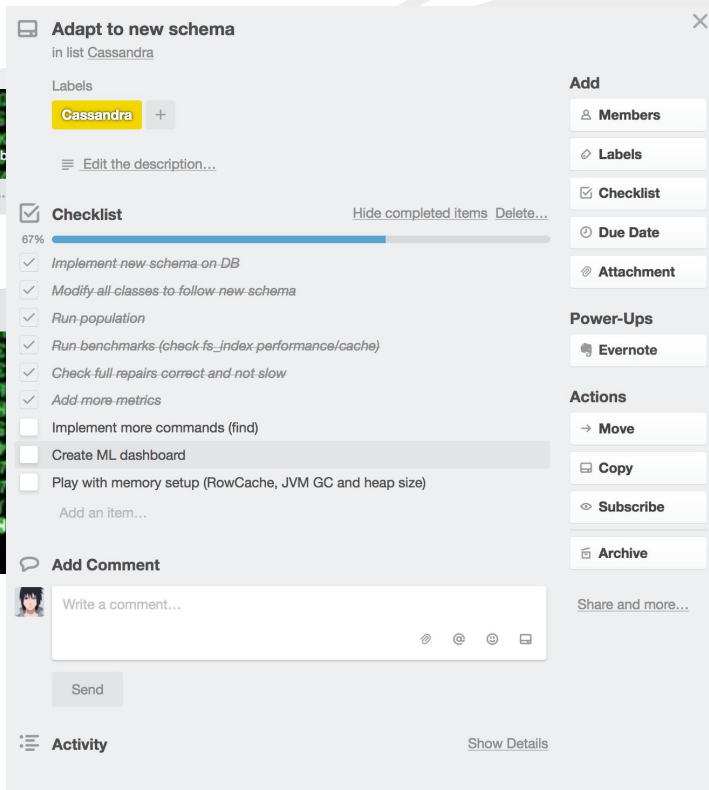 Adapt to new schema
in list Cassandra
Labels
Cassandra
Edit the description…
Checklist
Hide completed items Delete…
67%
Implement new schema on DB
Modify all classes to follow new schema
Run population
Run benchmarks (check fs_index performance/cache)
Check full repairs correct and not slow
Add more metrics
Implement more commands (find)
Create ML dashboard
Play with memory setup (RowCache, JVM GC and heap size)
Add an item…
Add Comment
Write a comment…
Send
Activity
Show Details
Add
Members
Labels
Checklist
Due Date
Attachment
Power-Ups
Evernote
Actions
Move
Copy
Subscribe
Archive
Share and more…